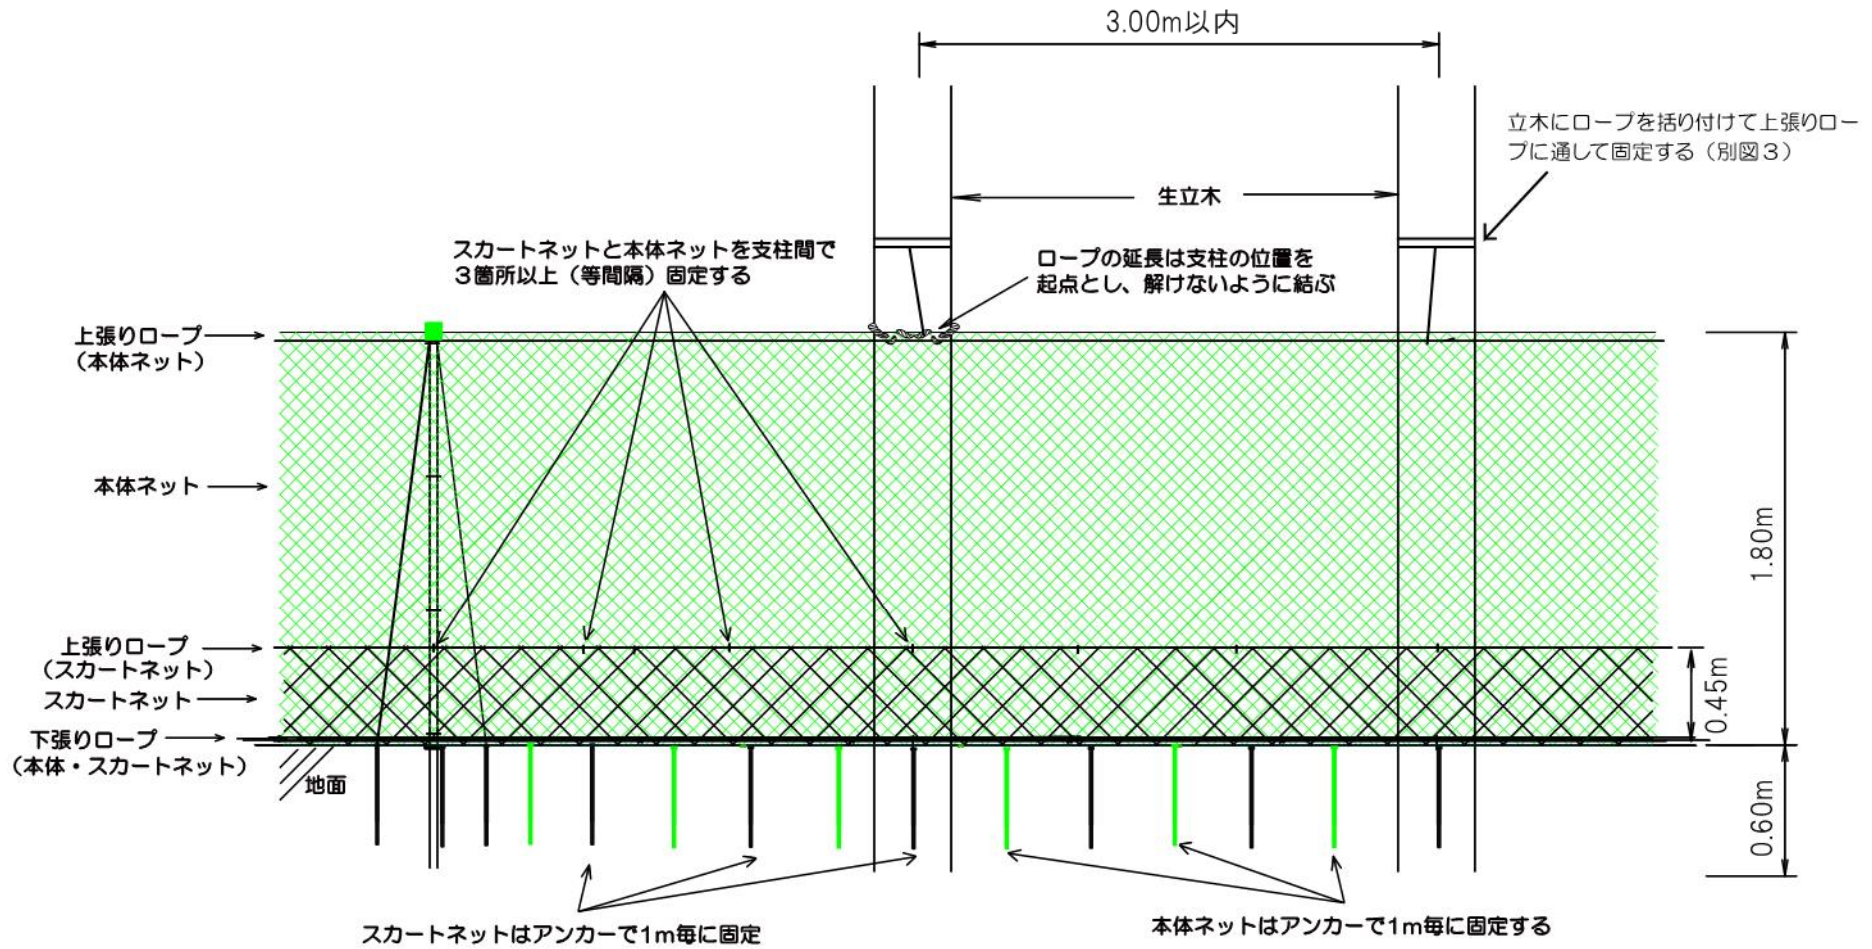 3.00m以内
立木にロープを括り付けて上張りロー
プに通して固定する（別図３）
生立木
スカートネットと本体ネットを支柱間で
３箇所以上（等間隔）固定する
ロープの延長は支柱の位置を
起点とし、解けないように結ぶ
上張りロープ
（本体ネット）
本体ネット
1.80m
上張りロープ
（スカートネット）
スカートネット
0.45m
下張りロープ
（本体・スカートネット）
地面
0.60m
スカートネットはアンカーで1m毎に固定
本体ネットはアンカーで1m毎に固定する